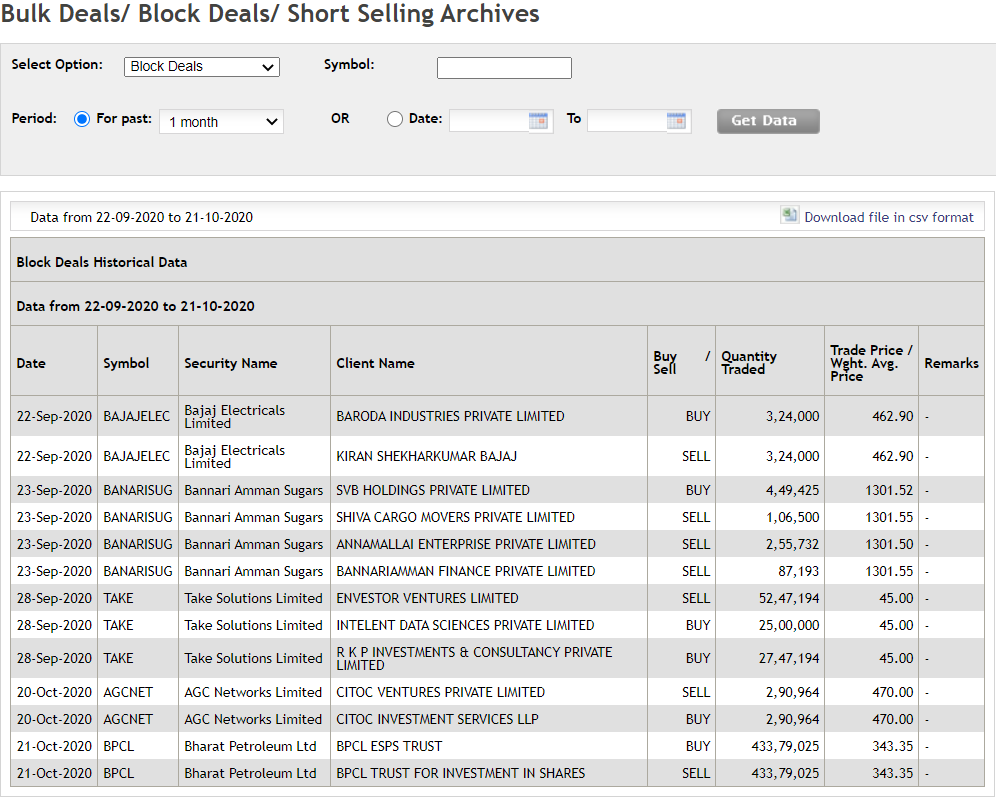 Bulk Deals/ Block Deals/ Short Selling Archives
Select Option: Block Deals Symbol:
Period: For past: 1 month OR Date: To Get Data
Data from 22-09-2020 to 21-10-2020 Download file in csv format
Block Deals Historical Data
Data from 22-09-2020 to 21-10-2020
Date Symbol Security Name Client Name Buy / Sell Quantity Traded Trade Price / Wght. Avg. Price Remarks
22-Sep-2020 BAJAJELEC Bajaj Electricals Limited BARODA INDUSTRIES PRIVATE LIMITED BUY 3,24,000 462.90 -
22-Sep-2020 BAJAJELEC Bajaj Electricals Limited KIRAN SHEKHARKUMAR BAJAJ SELL 3,24,000 462.90 -
23-Sep-2020 BANARISUG Bannari Amman Sugars SVB HOLDINGS PRIVATE LIMITED BUY 4,49,425 1301.52 -
23-Sep-2020 BANARISUG Bannari Amman Sugars SHIVA CARGO MOVERS PRIVATE LIMITED SELL 1,06,500 1301.55 -
23-Sep-2020 BANARISUG Bannari Amman Sugars ANNAMALLAI ENTERPRISE PRIVATE LIMITED SELL 2,55,732 1301.50 -
23-Sep-2020 BANARISUG Bannari Amman Sugars BANNARIAMMAN FINANCE PRIVATE LIMITED SELL 87,193 1301.55 -
28-Sep-2020 TAKE Take Solutions Limited ENVESTOR VENTURES LIMITED SELL 52,47,194 45.00 -
28-Sep-2020 TAKE Take Solutions Limited INTELENT DATA SCIENCES PRIVATE LIMITED BUY 25,00,000 45.00 -
28-Sep-2020 TAKE Take Solutions Limited R K P INVESTMENTS & CONSULTANCY PRIVATE LIMITED BUY 27,47,194 45.00 -
20-Oct-2020 AGCNET AGC Networks Limited CITOC VENTURES PRIVATE LIMITED SELL 2,90,964 470.00 -
20-Oct-2020 AGCNET AGC Networks Limited CITOC INVESTMENT SERVICES LLP BUY 2,90,964 470.00 -
21-Oct-2020 BPCL Bharat Petroleum Ltd BPCL ESPS TRUST BUY 433,79,025 343.35 -
21-Oct-2020 BPCL Bharat Petroleum Ltd BPCL TRUST FOR INVESTMENT IN SHARES SELL 433,79,025 343.35 -